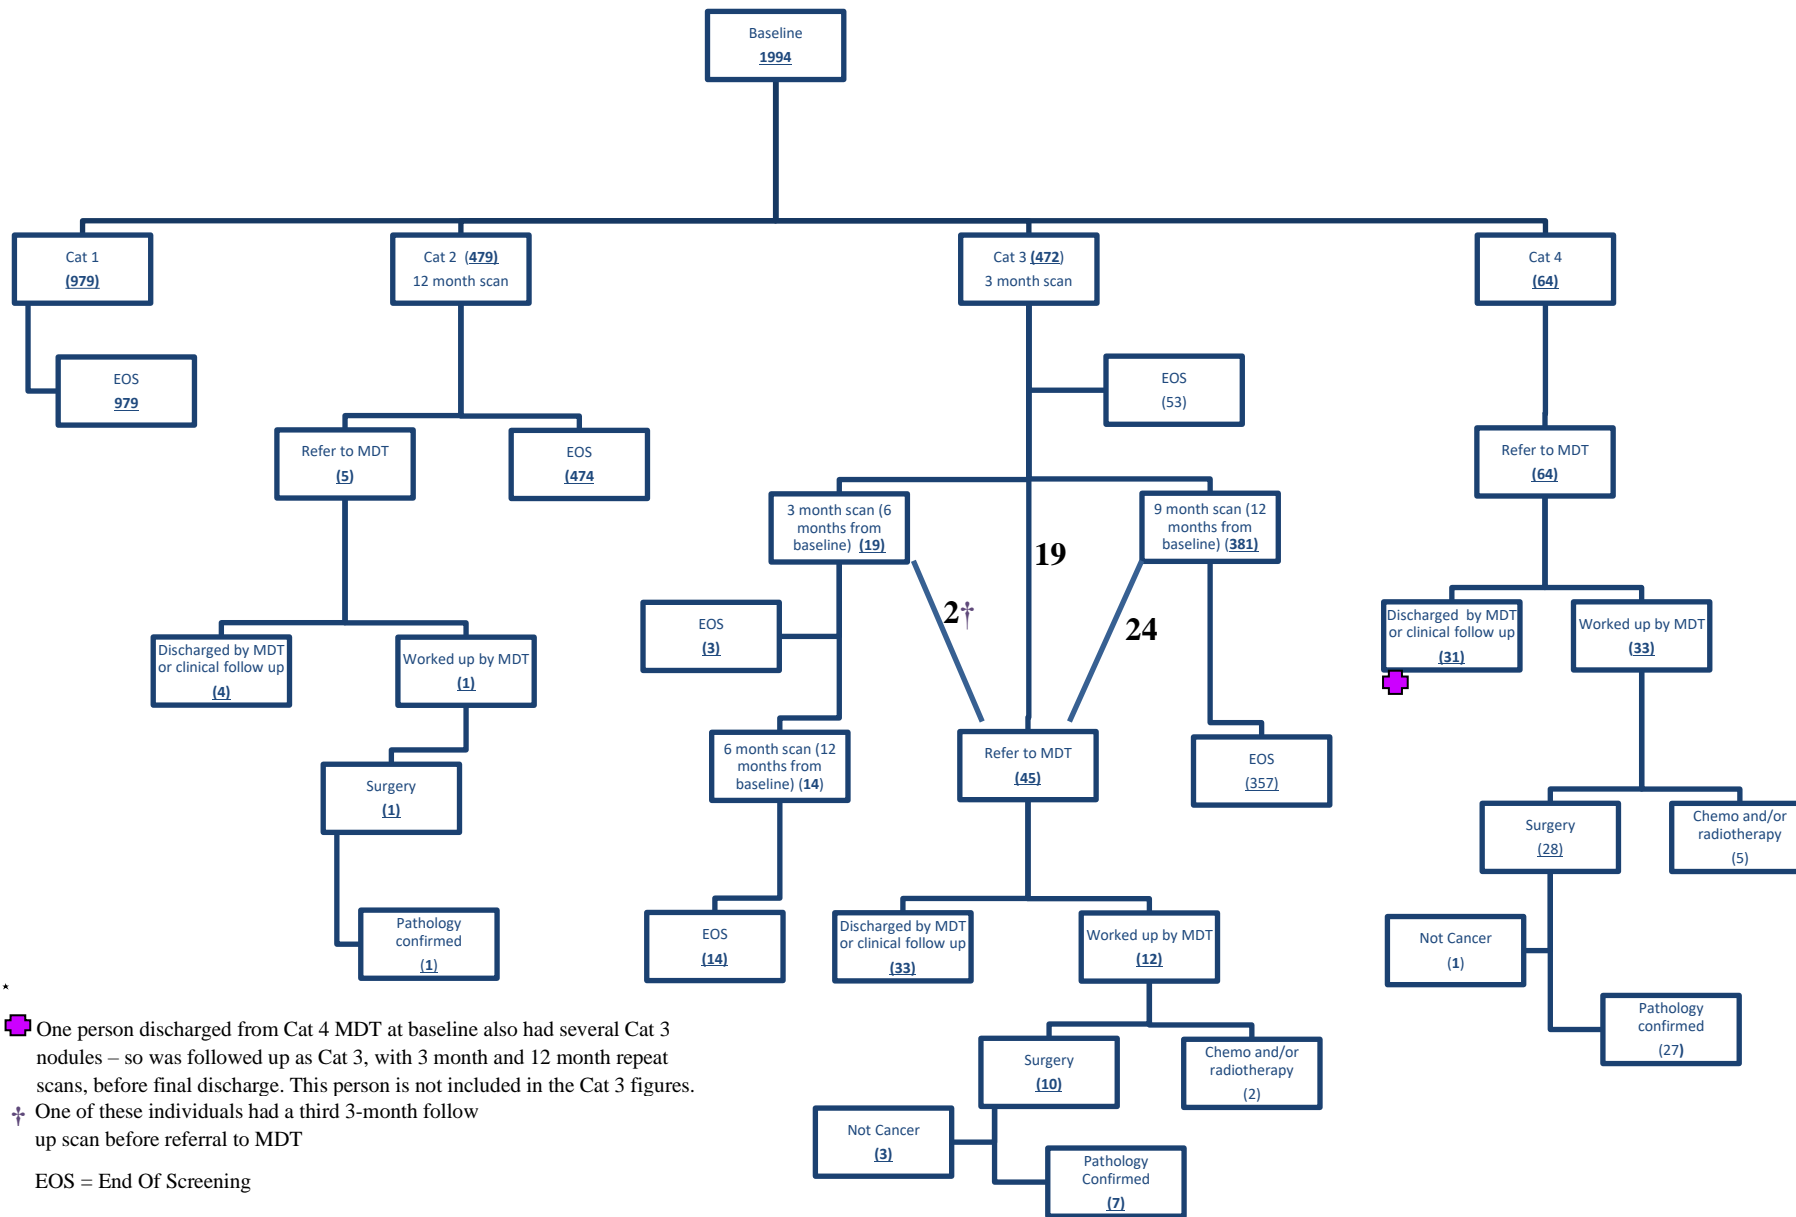 Baseline
1994
Cat 1
(979)
Cat 2 (479)
12 month scan
Cat 3 (472)
3 month scan
Cat 4
(64)
EOS
979
EOS
(53)
Refer to MDT
(5)
EOS
(474
Refer to MDT
(64)
3 month scan (6
months from
baseline) (19)
9 month scan (12
months from
baseline) (381)
19
2†
24
Discharged by MDT
or clinical follow up
(4)
Worked up by MDT
(1)
EOS
(3)
Discharged by MDT
or clinical follow up
(31)
Worked up by MDT
(33)
Surgery
(1)
6 month scan (12
months from
baseline) (14)
Refer to MDT
(45)
EOS
(357)
Surgery
(28)
Chemo and/or
radiotherapy
(5)
Pathology
confirmed
(1)
EOS
(14)
Discharged by MDT
or clinical follow up
(33)
Worked up by MDT
(12)
Not Cancer
(1)
Pathology
confirmed
(27)
Surgery
(10)
Chemo and/or
radiotherapy
(2)
Not Cancer
(3)
Pathology
Confirmed
(7)
*
One person discharged from Cat 4 MDT at baseline also had several Cat 3
nodules – so was followed up as Cat 3, with 3 month and 12 month repeat
scans, before final discharge. This person is not included in the Cat 3 figures.
† One of these individuals had a third 3-month follow
up scan before referral to MDT
EOS = End Of Screening